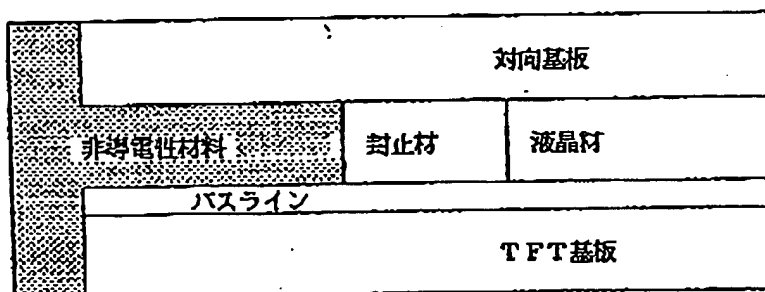 対向基板
非導電性材料
封止材
液晶材
バスライン
TFT基板